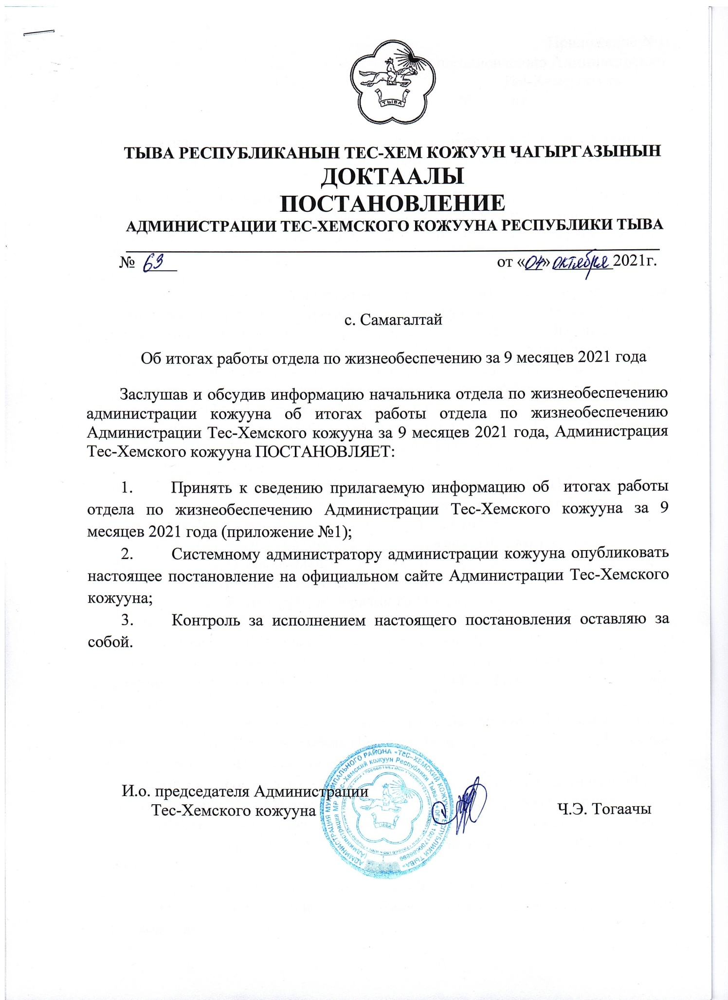 ТЫВА
ТЫВА РЕСПУБЛИКАНЫН ТЕС-ХЕМ КОЖУУН ЧАГЫРГАЗЫНЫН
ДОКТААЛЫ
ПОСТАНОВЛЕНИЕ
АДМИНИСТРАЦИИ ТЕС-ХЕМСКОГО КОЖУУНА РЕСПУБЛИКИ ТЫВА
№ 63 от «04» октября 2021г.
с. Самагалтай
Об итогах работы отдела по жизнеобеспечению за 9 месяцев 2021 года
Заслушав и обсудив информацию начальника отдела по жизнеобеспечению
администрации кожууна об итогах работы отдела по жизнеобеспечению
Администрации Тес-Хемского кожууна за 9 месяцев 2021 года, Администрация
Тес-Хемского кожууна ПОСТАНОВЛЯЕТ:
1. Принять к сведению прилагаемую информацию об итогах работы
отдела по жизнеобеспечению Администрации Тес-Хемского кожууна за 9
месяцев 2021 года (приложение №1);
2. Системному администратору администрации кожууна опубликовать
настоящее постановление на официальном сайте Администрации Тес-Хемского
кожууна;
3. Контроль за исполнением настоящего постановления оставляю за
собой.
И.о. председателя Администрации
Тес-Хемского кожууна Ч.Э. Тогаачы
АДМИНИСТРАЦИЯ МУНИЦИПАЛЬНОГО РАЙОНА «ТЕС-ХЕМСКИЙ КОЖУУН РЕСПУБЛИКИ ТЫВА»
(Администрация МР «Тес-Хемский кожуун Республики Тыва»)
ТЫВА